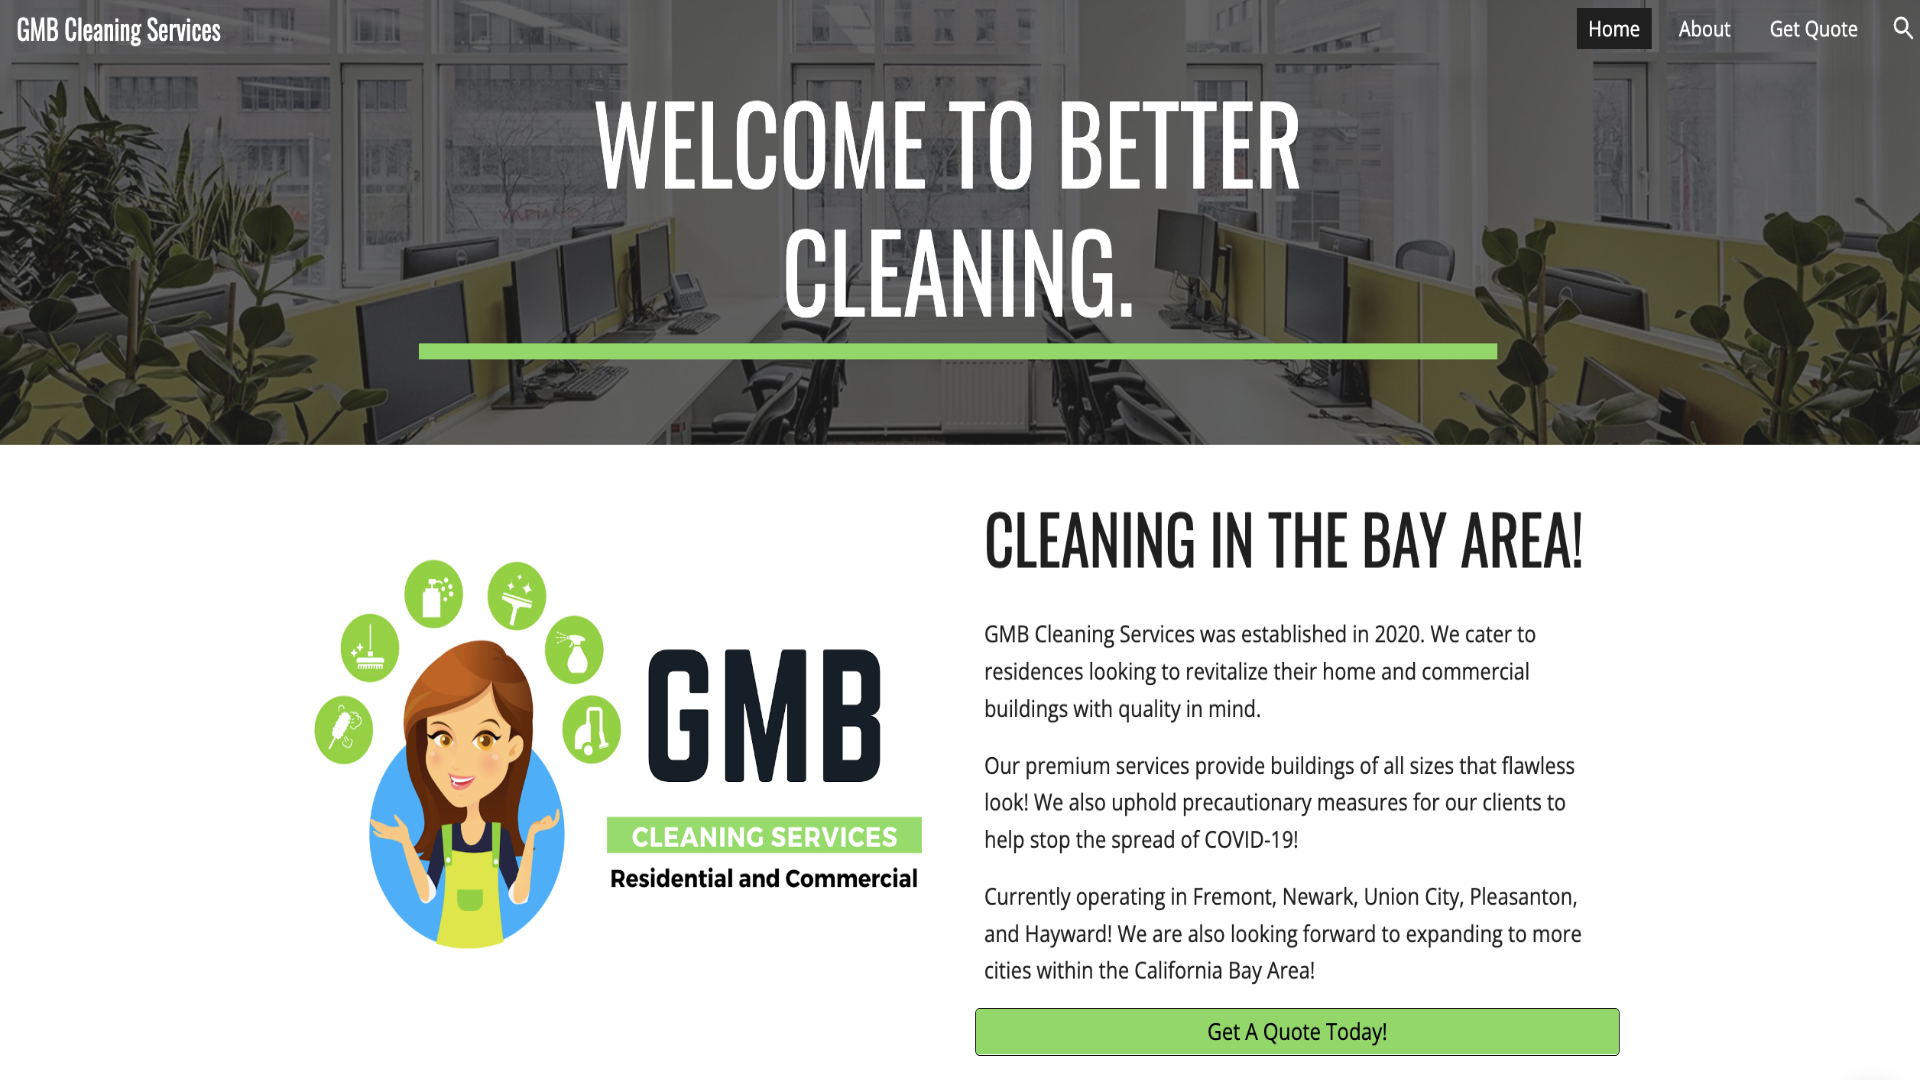 GMB Cleaning Services
Home
About
Get Quote
WELCOME TO BETTER
CLEANING.
CLEANING IN THE BAY AREA!
GMB Cleaning Services was established in 2020. We cater to
residences looking to revitalize their home and commercial
buildings with quality in mind.
Our premium services provide buildings of all sizes that flawless
look! We also uphold precautionary measures for our clients to
help stop the spread of COVID-19!
Currently operating in Fremont, Newark, Union City, Pleasanton,
and Hayward! We are also looking forward to expanding to more
cities within the California Bay Area!
Get A Quote Today!
GMB
CLEANING SERVICES
Residential and Commercial